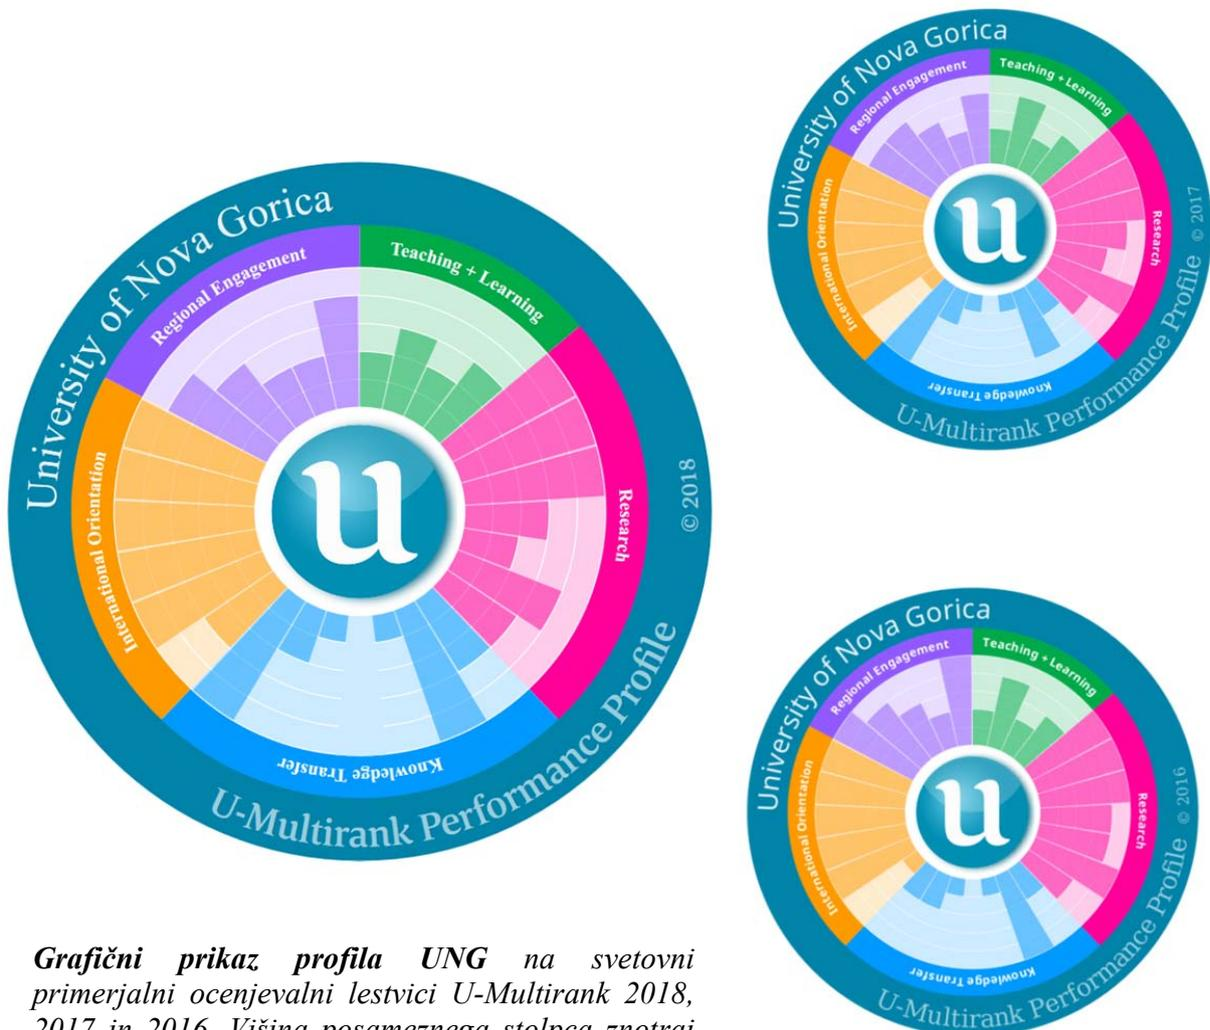 University of Nova Gorica
Regional Engagement
Teaching + Learning
Research
Knowledge Transfer
International Orientation
u
© 2018
U-Multirank Performance Profile
University of Nova Gorica
Regional Engagement
Teaching + Learning
Research
Knowledge Transfer
International Orientation
u
© 2017
U-Multirank Performance Profile
University of Nova Gorica
Regional Engagement
Teaching + Learning
Research
Knowledge Transfer
International Orientation
u
© 2016
U-Multirank Performance Profile
Grafični prikaz profila UNG na svetovni
primerjalni ocenjevalni lestvici U-Multirank 2018,
2017 in 2016. Višina posameznega stolpca znotraj